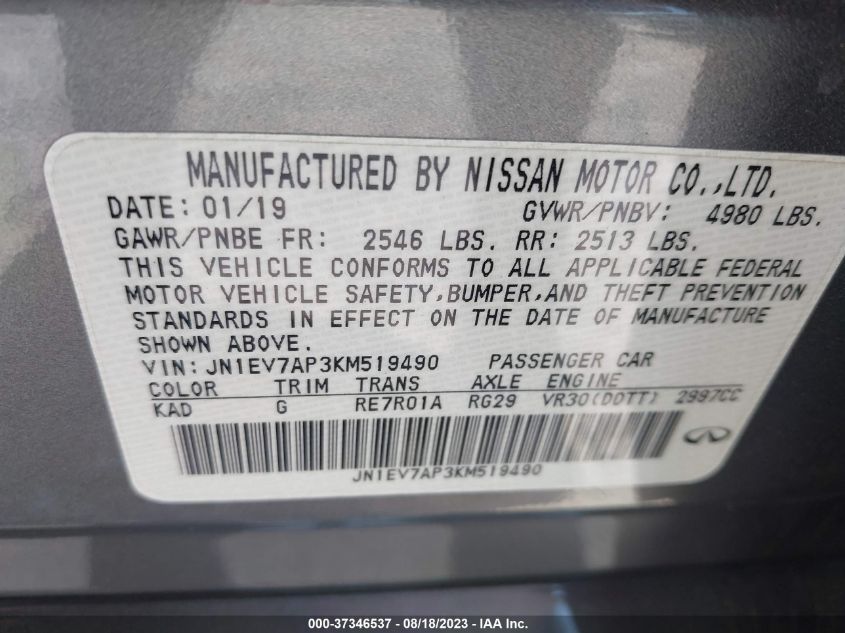 MANUFACTURED BY NISSAN MOTOR CO.,LTD.
DATE: 01/19 GVWR/PNBV: 4980 LBS.
GAWR/PNBE FR: 2546 LBS. RR: 2513 LBS.
THIS VEHICLE CONFORMS TO ALL APPLICABLE FEDERAL
MOTOR VEHICLE SAFETY,BUMPER,AND THEFT PREVENTION
STANDARDS IN EFFECT ON THE DATE OF MANUFACTURE
SHOWN ABOVE.
VIN: JN1EV7AP3KM519490 PASSENGER CAR
COLOR TRIM TRANS AXLE ENGINE
KAD G RE7R01A RG29 VR30(DDTT) 2997CC
JN1EV7AP3KM519490
000-37346537 - 08/18/2023 - IAA Inc.